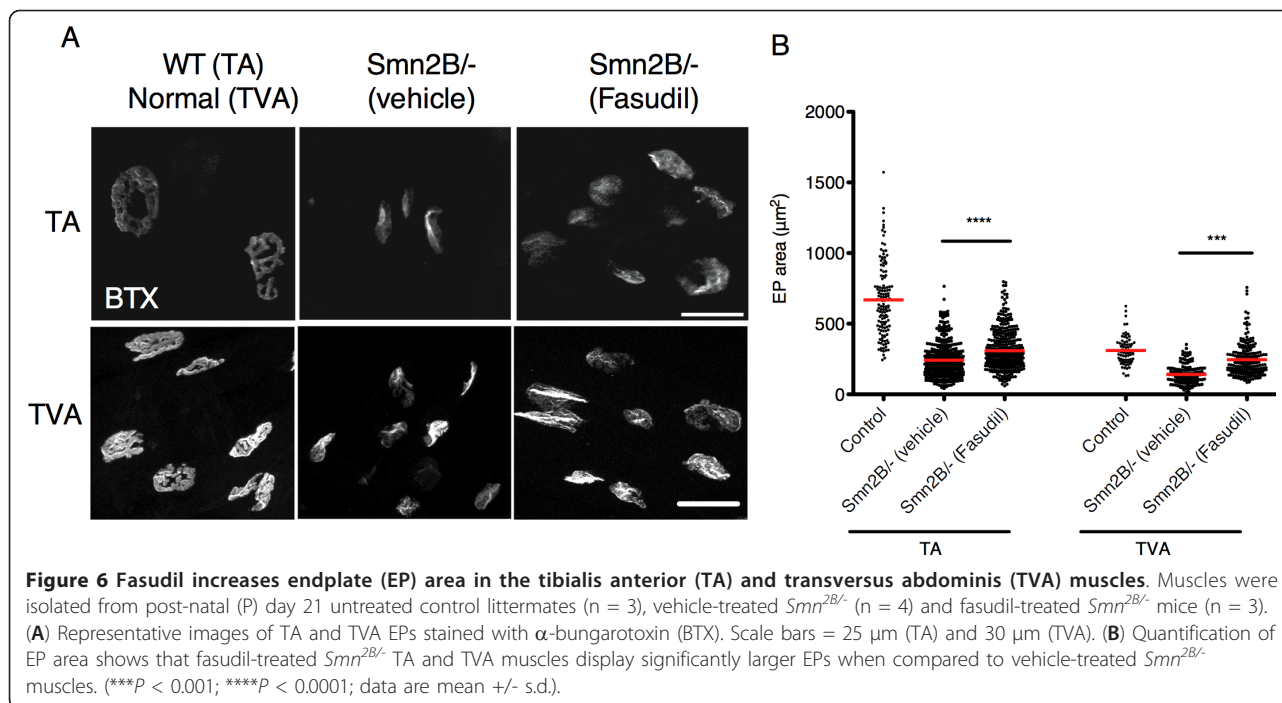 A
WT (TA)
Normal (TVA)
Smn2B/-
(vehicle)
Smn2B/-
(Fasudil)
TA
BTX
TVA
B
2000
1500
1000
500
0
EP area (µm²)
****
***
Control
Smn2B/- (vehicle)
Smn2B/- (Fasudil)
Control
Smn2B/- (vehicle)
Smn2B/- (Fasudil)
TA
TVA
Figure 6 Fasudil increases endplate (EP) area in the tibialis anterior (TA) and transversus abdominis (TVA) muscles. Muscles were
isolated from post-natal (P) day 21 untreated control littermates (n = 3), vehicle-treated Smn2B/- (n = 4) and fasudil-treated Smn2B/- mice (n = 3).
(A) Representative images of TA and TVA EPs stained with α-bungarotoxin (BTX). Scale bars = 25 µm (TA) and 30 µm (TVA). (B) Quantification of
EP area shows that fasudil-treated Smn2B/- TA and TVA muscles display significantly larger EPs when compared to vehicle-treated Smn2B/-
muscles. (***P < 0.001; ****P < 0.0001; data are mean +/- s.d.).